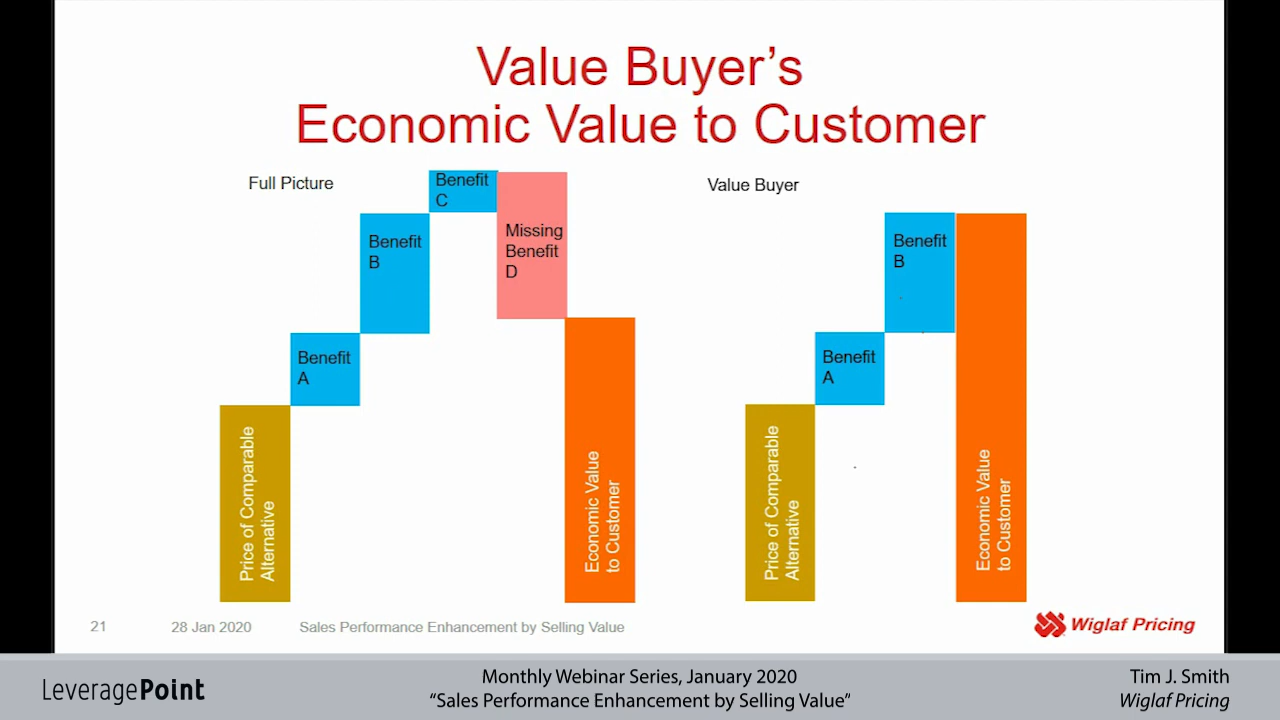 Value Buyer's
Economic Value to Customer
Full Picture
Price of Comparable
Alternative
Benefit
A
Benefit
B
Benefit
C
Missing
Benefit
D
Economic Value
to Customer
Value Buyer
Price of Comparable
Alternative
Benefit
A
Benefit
B
Economic Value
to Customer
21
28 Jan 2020
Sales Performance Enhancement by Selling Value
Wiglaf Pricing
LeveragePoint
Monthly Webinar Series, January 2020
“Sales Performance Enhancement by Selling Value”
Tim J. Smith
Wiglaf Pricing